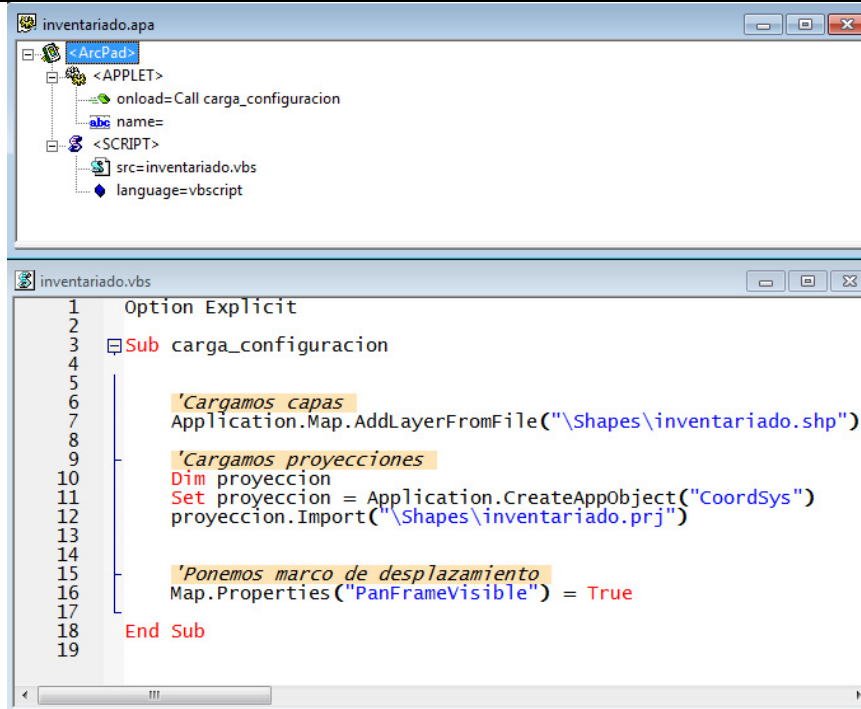 inventariado.apa
<ArcPad>
<APPLET>
onload=Call carga_configuracion
abc name=
<SCRIPT>
src=inventariado.vbs
language=vbscript
inventariado.vbs
1 Option Explicit
2
3 Sub carga_configuracion
4
5
6 'Cargamos capas
7 Application.Map.AddLayerFromFile("\Shapes\inventariado.shp")
8
9 'Cargamos proyecciones
10 Dim proyeccion
11 Set proyeccion = Application.CreateAppObject("CoordSys")
12 proyeccion.Import("\Shapes\inventariado.prj")
13
14
15 'Ponemos marco de desplazamiento
16 Map.Properties("PanFrameVisible") = True
17
18 End Sub
19